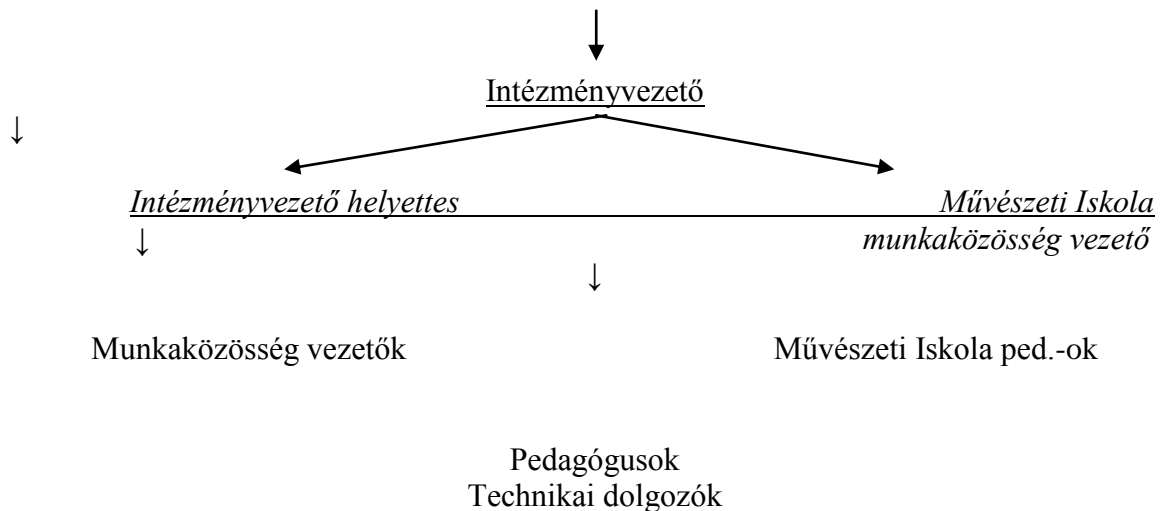 Intézményvezető
↓
Intézményvezető helyettes Művészeti Iskola
↓ munkaközösség vezető
↓
Munkaközösség vezetők Művészeti Iskola ped.-ok
Pedagógusok
Technikai dolgozók